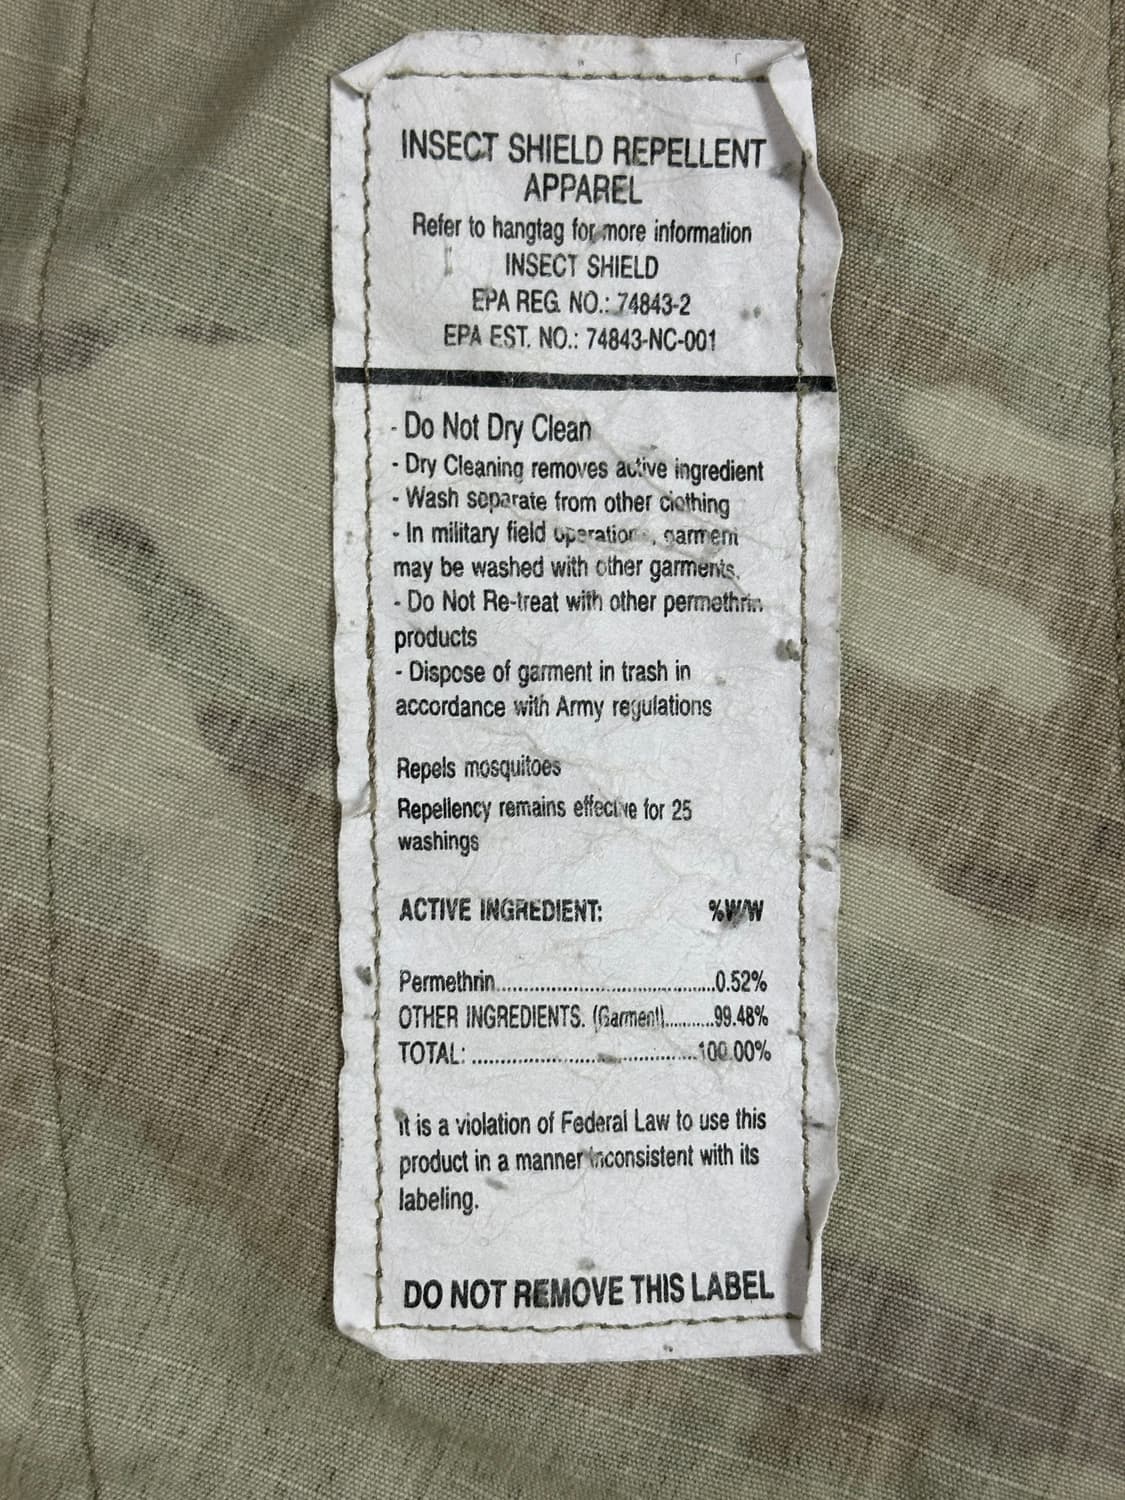 INSECT SHIELD REPELLENT
APPAREL
Refer to hangtag for more information
INSECT SHIELD
EPA REG. NO.: 74843-2
EPA EST. NO.: 74843-NC-001
- Do Not Dry Clean
- Dry Cleaning removes active ingredient
- Wash separate from other clothing
- In military field operations, garment
may be washed with other garments.
- Do Not Re-treat with other permethrin
products
- Dispose of garment in trash in
accordance with Army regulations
Repels mosquitoes
Repellency remains effective for 25
washings
ACTIVE INGREDIENT: %W/W
Permethrin........................................0.52%
OTHER INGREDIENTS. (Garment)..........99.48%
TOTAL: .........................................100.00%
It is a violation of Federal Law to use this
product in a manner inconsistent with its
labeling.
DO NOT REMOVE THIS LABEL